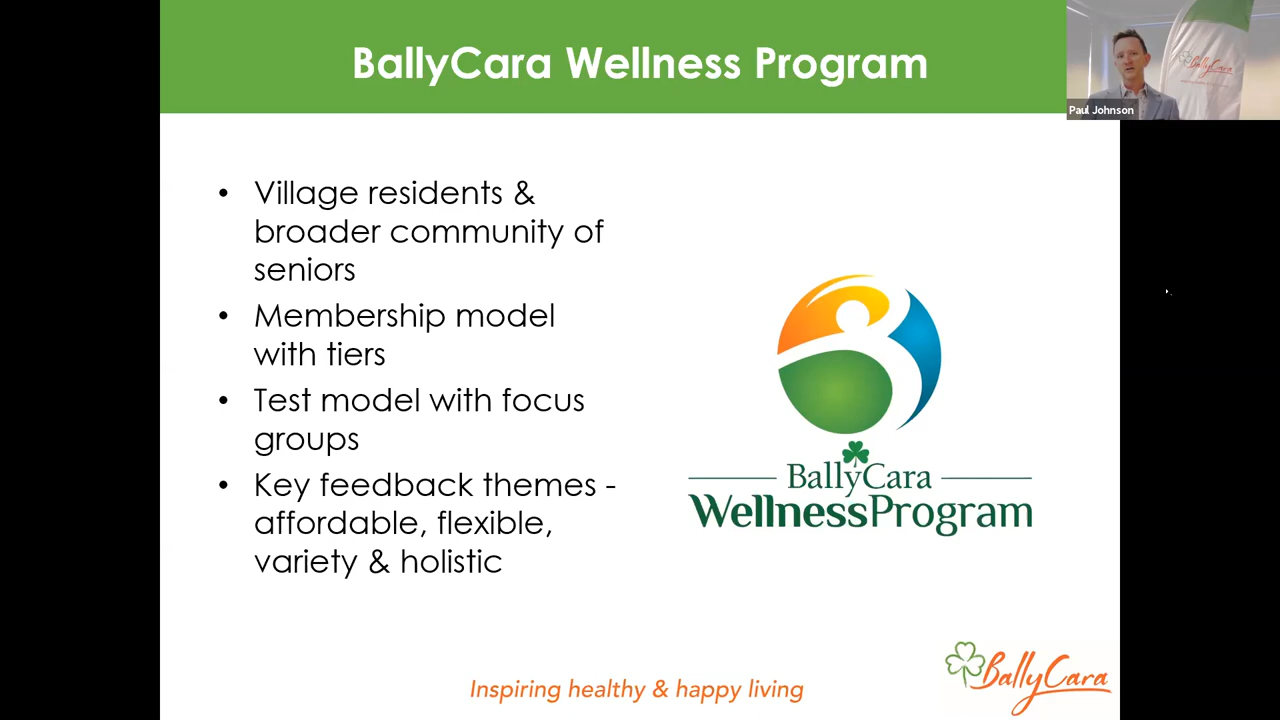 BallyCara Wellness Program
BallyCara
Paul Johnson
• Village residents &
broader community of
seniors
• Membership model
with tiers
• Test model with focus
groups
• Key feedback themes -
affordable, flexible,
variety & holistic
BallyCara
WellnessProgram
Inspiring healthy & happy living
BallyCara